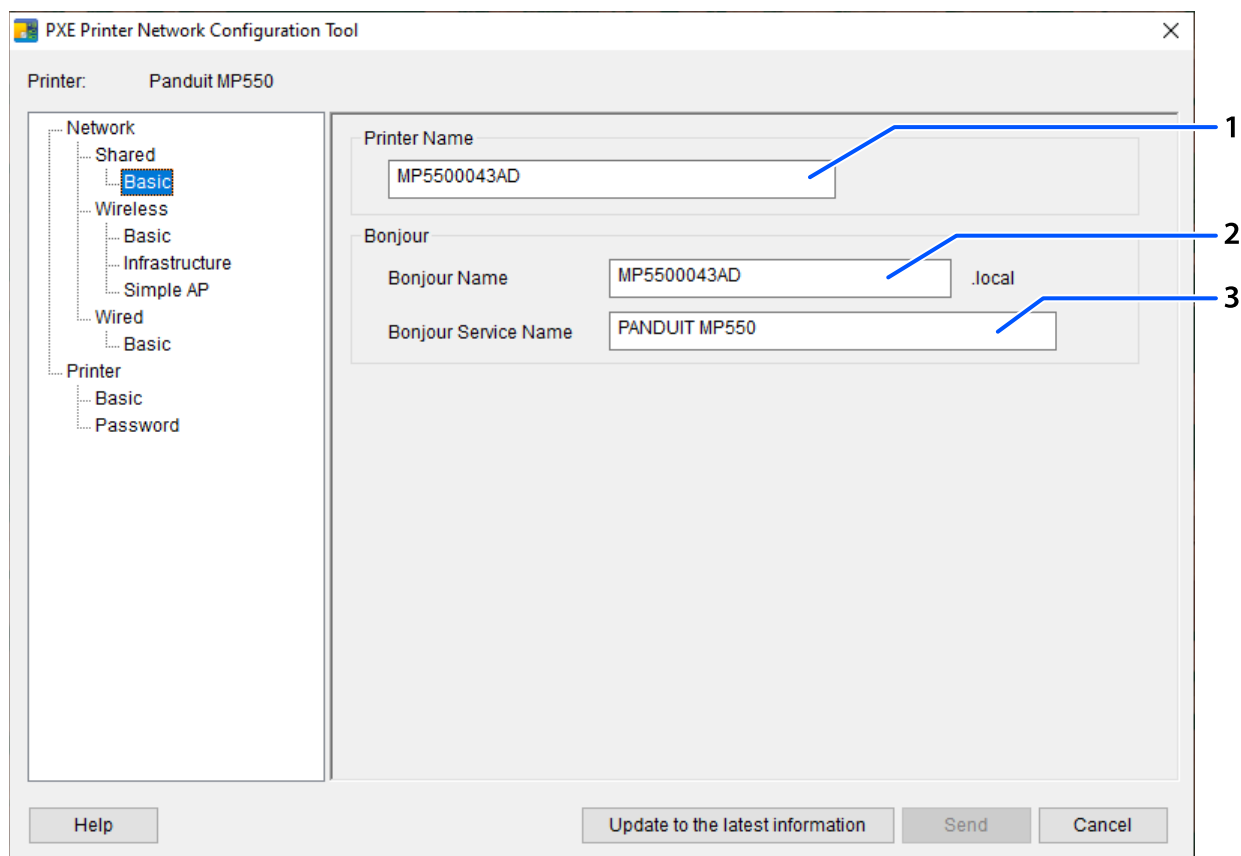 PXE Printer Network Configuration Tool
Printer: Panduit MP550
Network
Shared
Basic
Wireless
Basic
Infrastructure
Simple AP
Wired
Basic
Printer
Basic
Password
Printer Name
MP5500043AD
1
Bonjour
Bonjour Name MP5500043AD .local
2
Bonjour Service Name PANDUIT MP550
3
Help Update to the latest information Send Cancel